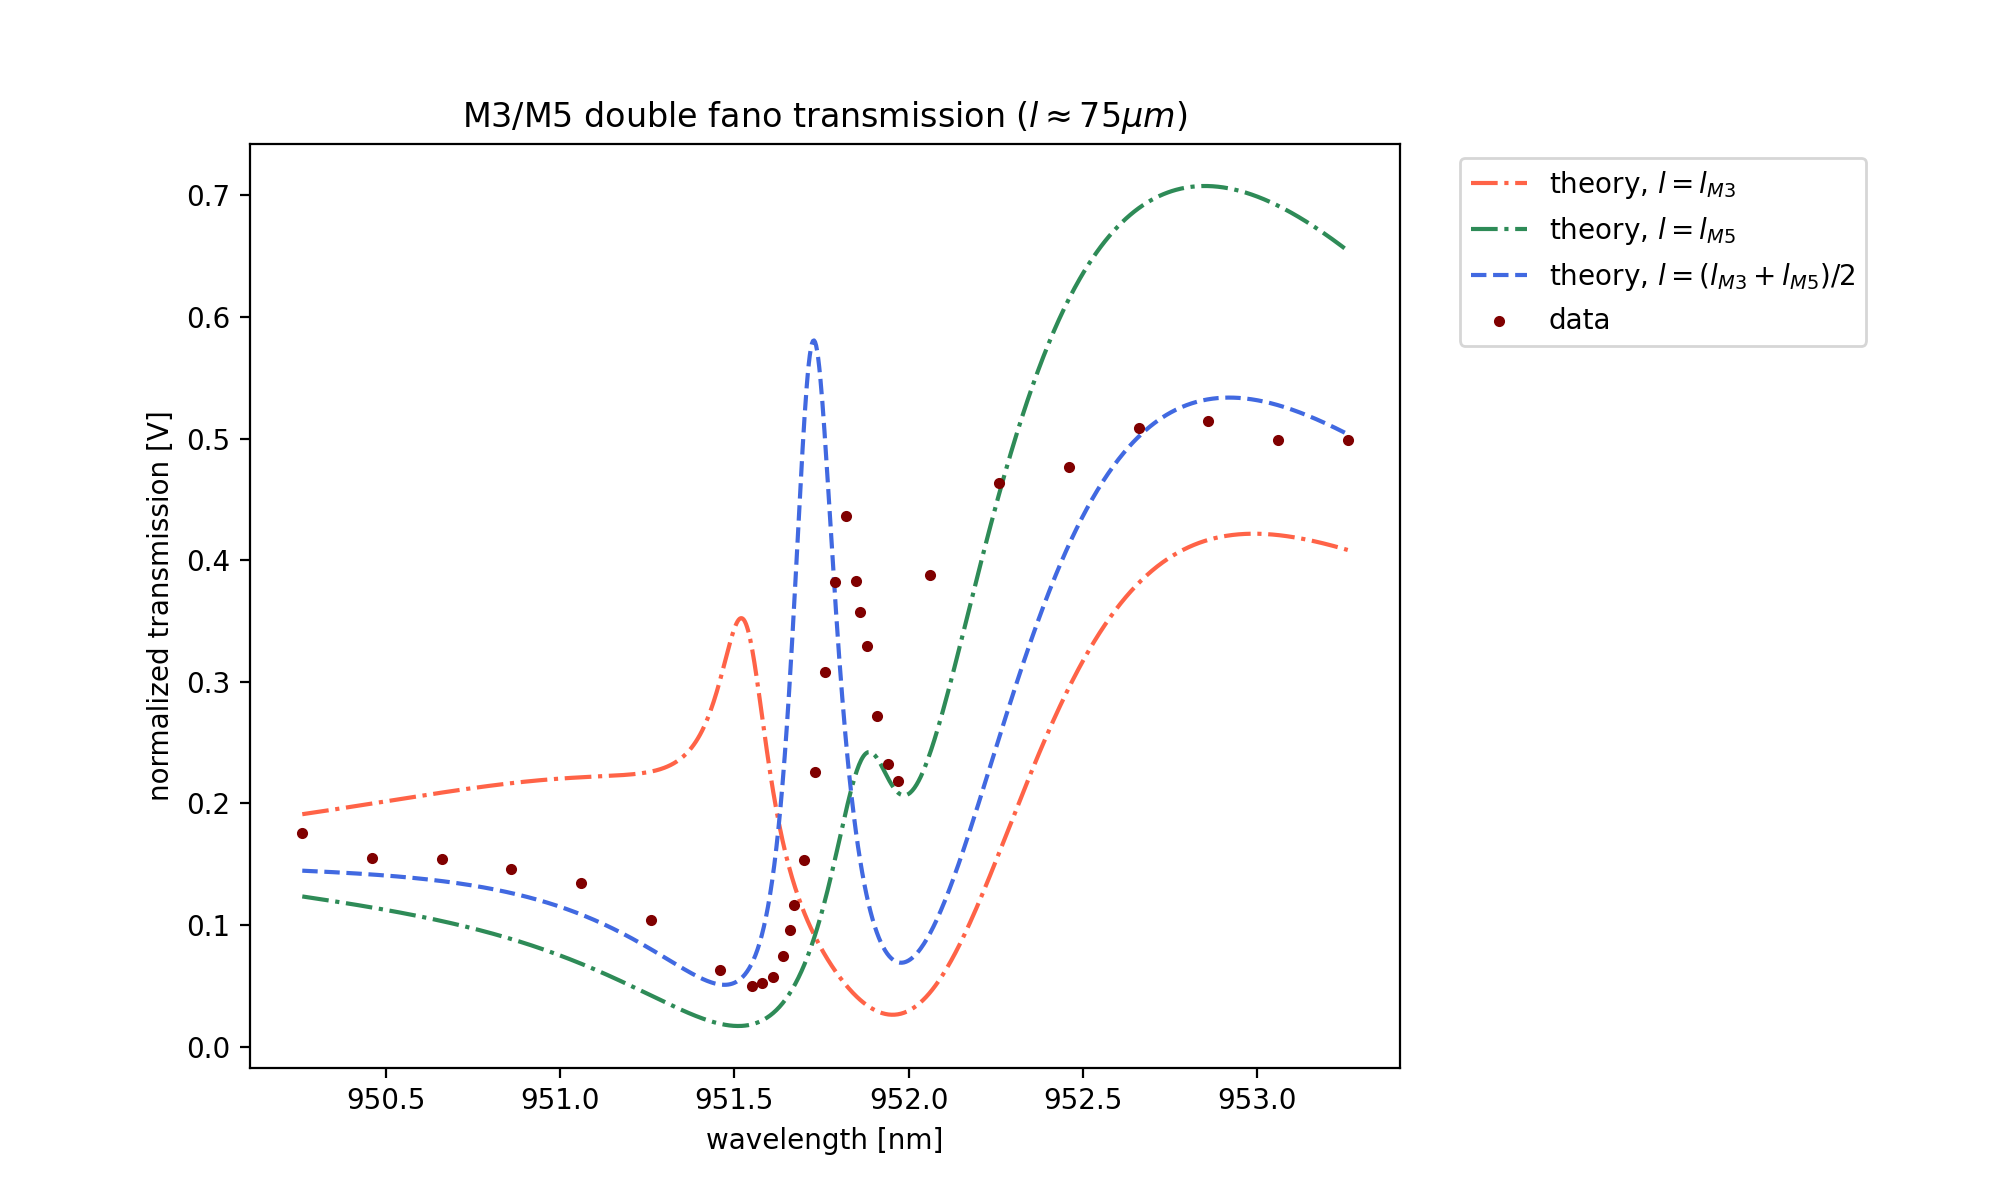 M3/M5 double fano transmission (l ≈ 75μm)
normalized transmission [V]
0.7
0.6
0.5
0.4
0.3
0.2
0.1
0.0
950.5 951.0 951.5 952.0 952.5 953.0
wavelength [nm]
theory, l = l_M3
theory, l = l_M5
theory, l = (l_M3 + l_M5)/2
data